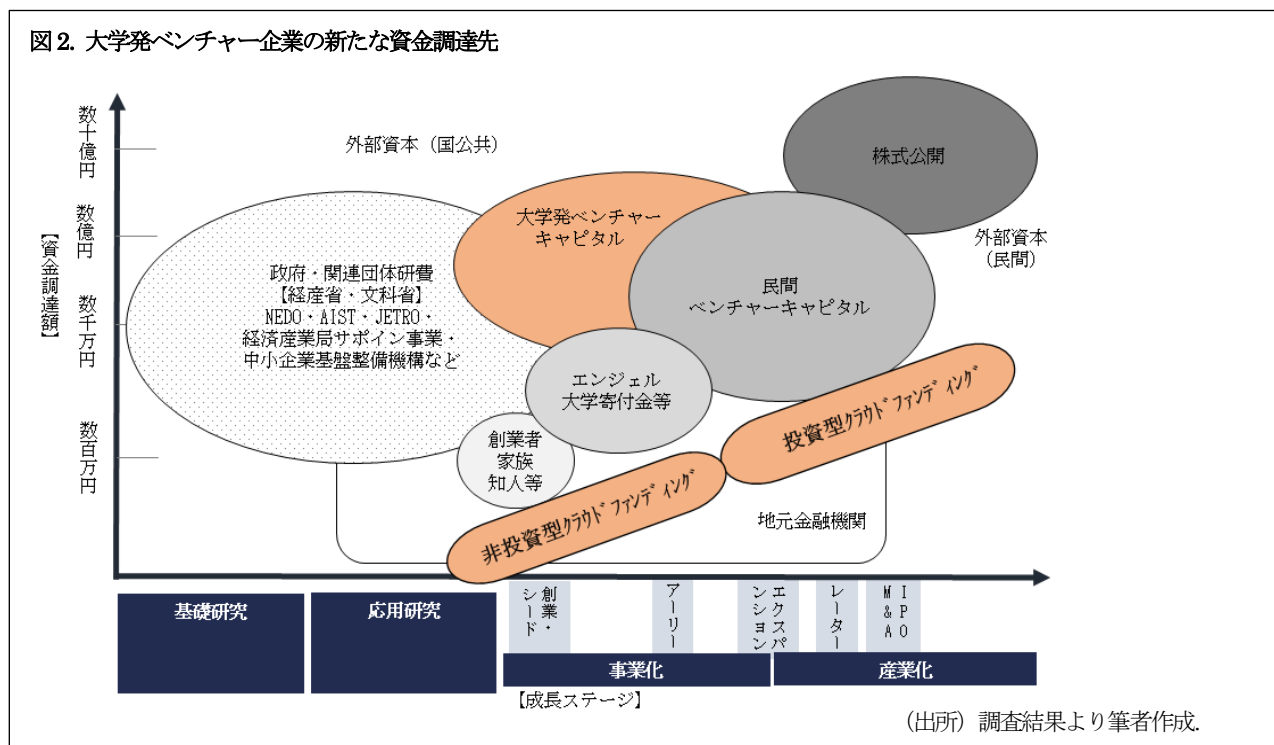 図2. 大学発ベンチャー企業の新たな資金調達先
数十億円
数億円
数千万円
数百万円
【資金調達額】
外部資本（国公共）
株式公開
外部資本
（民間）
大学発ベンチャー
キャピタル
民間
ベンチャーキャピタル
政府・関連団体研費
【経産省・文科省】
NEDO・AIST・JETRO・
経済産業局サポイン事業・
中小企業基盤整備機構など
エンジェル
大学寄付金等
創業者
家族
知人等
投資型クラウドファンディング
非投資型クラウドファンディング
地元金融機関
基礎研究
応用研究
創業・
シード
アーリー
エクスパ
ンション
レーター
IPO
M&A
事業化
産業化
【成長ステージ】
（出所）調査結果より筆者作成.